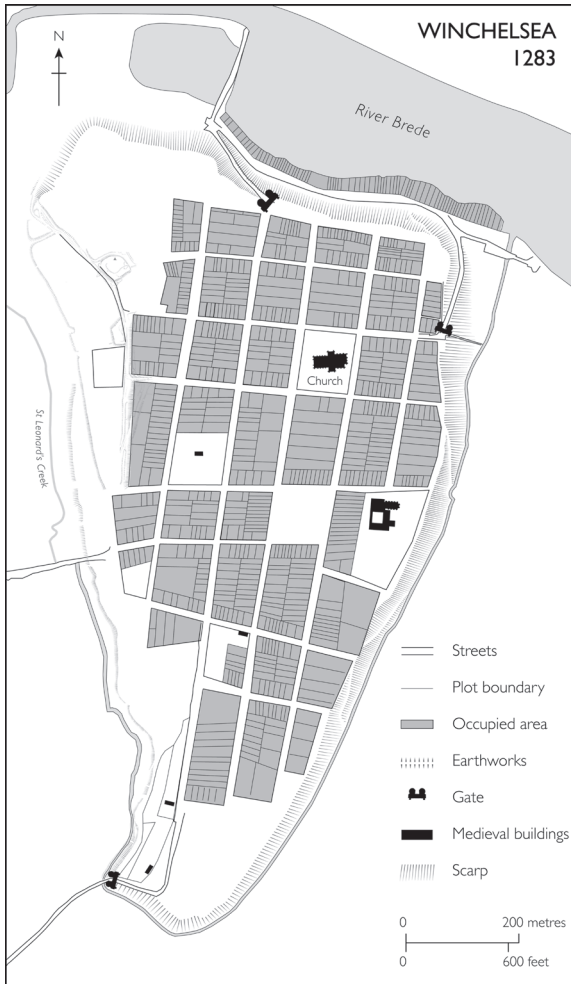 WINCHELSEA
1283
N
River Brede
Church
St Leonard's Creek
Streets
Plot boundary
Occupied area
Earthworks
Gate
Medieval buildings
Scarp
0 200 metres
0 600 feet